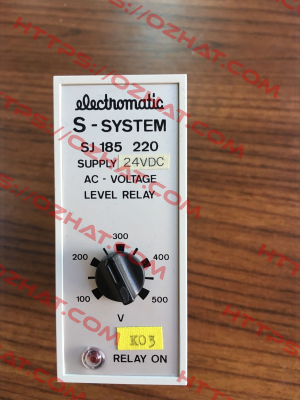 electromatic
S-SYSTEM
SJ 185 220
SUPPLY 24VDC
AC - VOLTAGE
LEVEL RELAY
300
200 400
100 500
V
K03
RELAY ON
HTTPS://OZHAT.COM